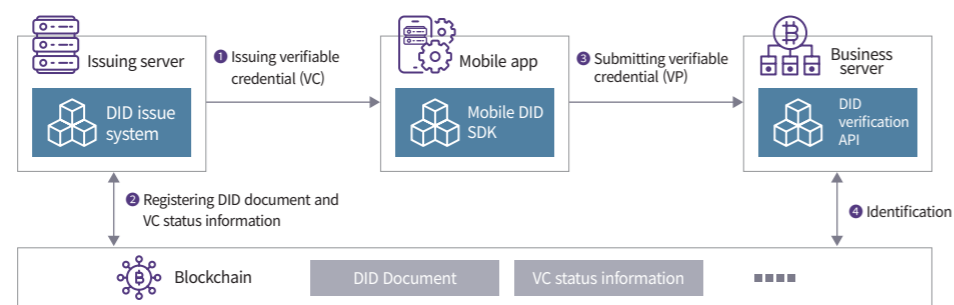 Issuing server
DID issue
system
❶ Issuing verifiable
credential (VC)
Mobile app
Mobile DID
SDK
❸ Submitting verifiable
credential (VP)
Business
server
DID
verification
API
❷ Registering DID document and
VC status information
❹ Identification
Blockchain
DID Document
VC status information